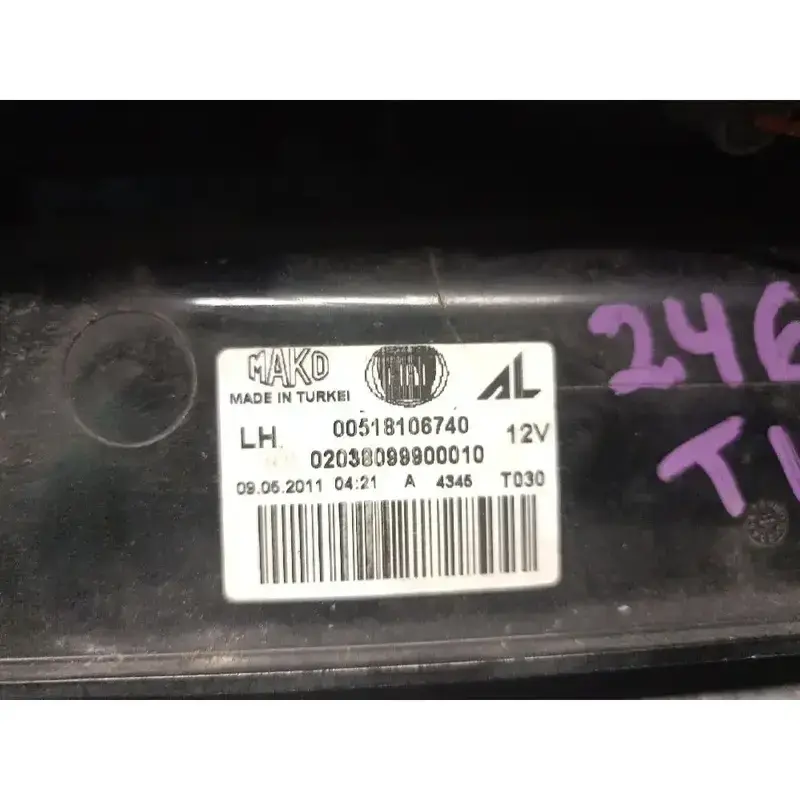 MAKO
AL
MADE IN TURKEI
LH.
00518106740
12V
02038099900010
09.05.2011 04:21 A 4345 T030
246